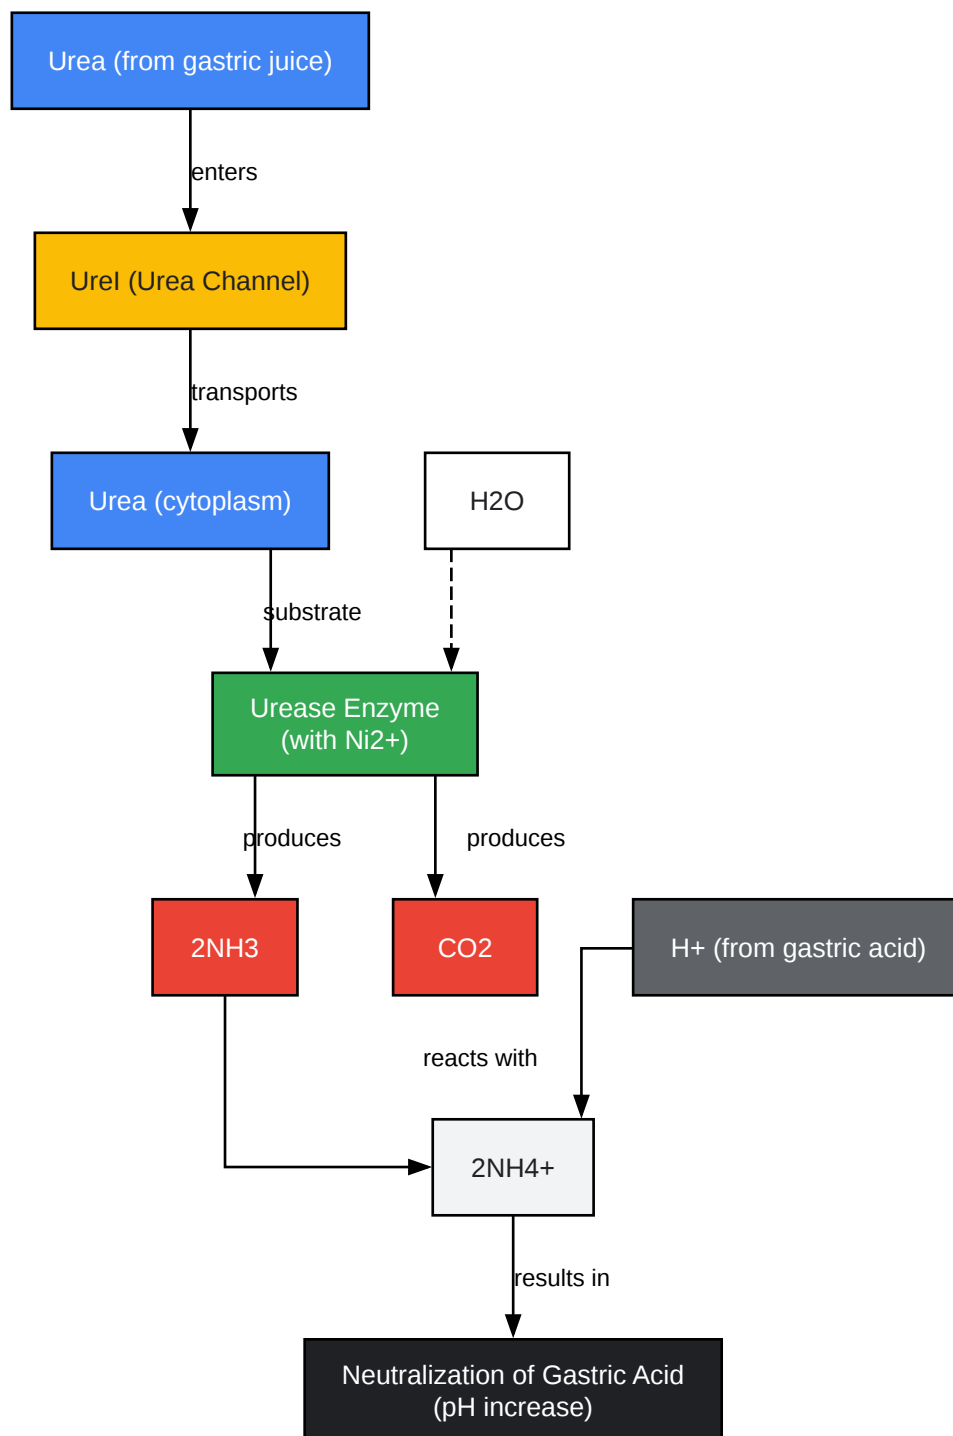 Urea (from gastric juice)
enters
UreI (Urea Channel)
transports
Urea (cytoplasm)
H2O
substrate
Urease Enzyme
(with Ni2+)
produces
produces
2NH3
CO2
H+ (from gastric acid)
reacts with
2NH4+
results in
Neutralization of Gastric Acid
(pH increase)